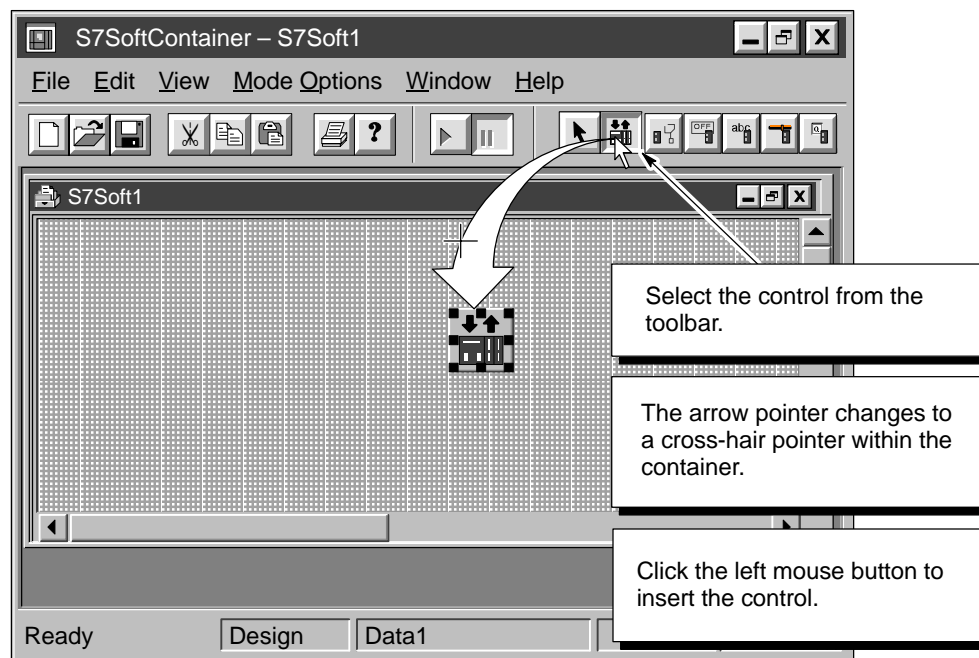 S7SoftContainer – S7Soft1
File Edit View Mode Options Window Help
?
OFF
abc
S7Soft1
Select the control from the
toolbar.
The arrow pointer changes to
a cross-hair pointer within the
container.
Click the left mouse button to
insert the control.
Ready Design Data1